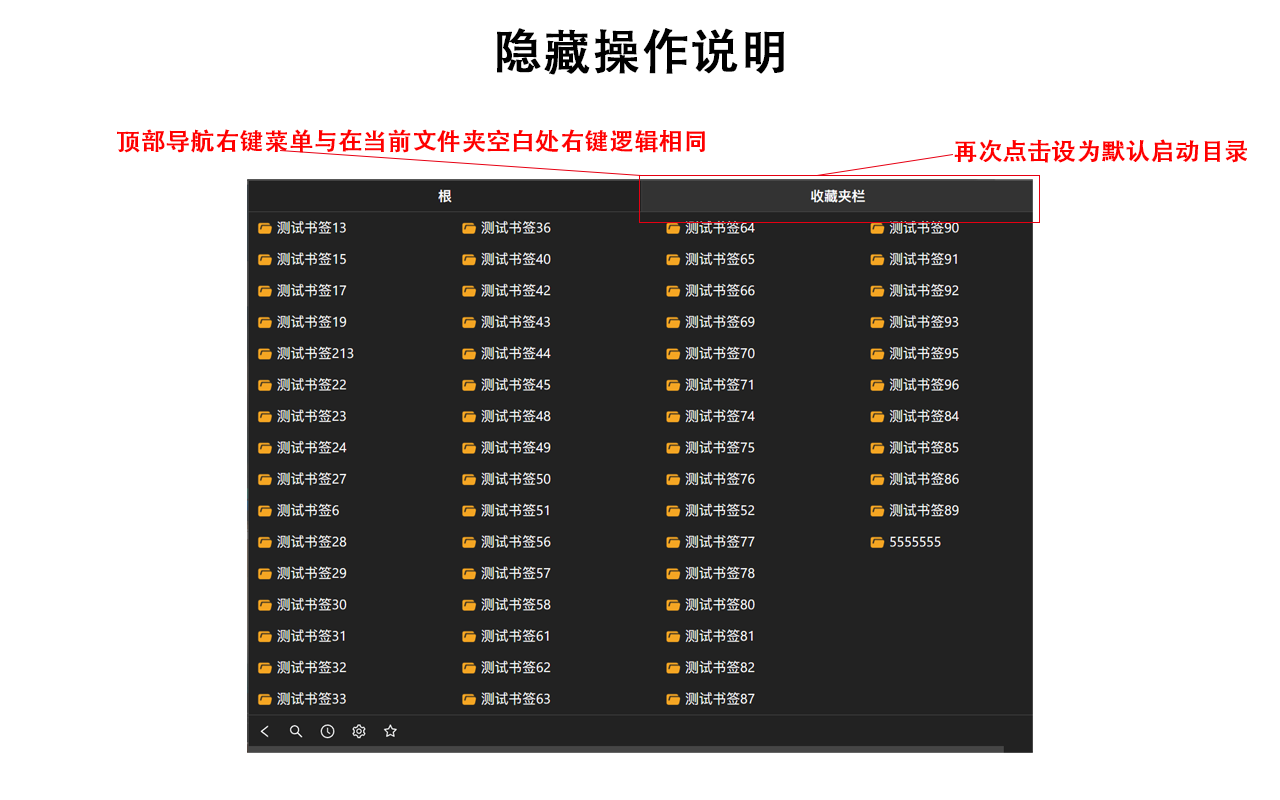 隐藏操作说明
顶部导航右键菜单与在当前文件夹空白处右键逻辑相同
再次点击设为默认启动目录
根 收藏夹栏
测试书签13 测试书签36 测试书签64 测试书签90
测试书签15 测试书签40 测试书签65 测试书签91
测试书签17 测试书签42 测试书签66 测试书签92
测试书签19 测试书签43 测试书签69 测试书签93
测试书签213 测试书签44 测试书签70 测试书签95
测试书签22 测试书签45 测试书签71 测试书签96
测试书签23 测试书签48 测试书签74 测试书签84
测试书签24 测试书签49 测试书签75 测试书签85
测试书签27 测试书签50 测试书签76 测试书签86
测试书签6 测试书签51 测试书签52 测试书签89
测试书签28 测试书签56 测试书签77 5555555
测试书签29 测试书签57 测试书签78
测试书签30 测试书签58 测试书签80
测试书签31 测试书签61 测试书签81
测试书签32 测试书签62 测试书签82
测试书签33 测试书签63 测试书签87